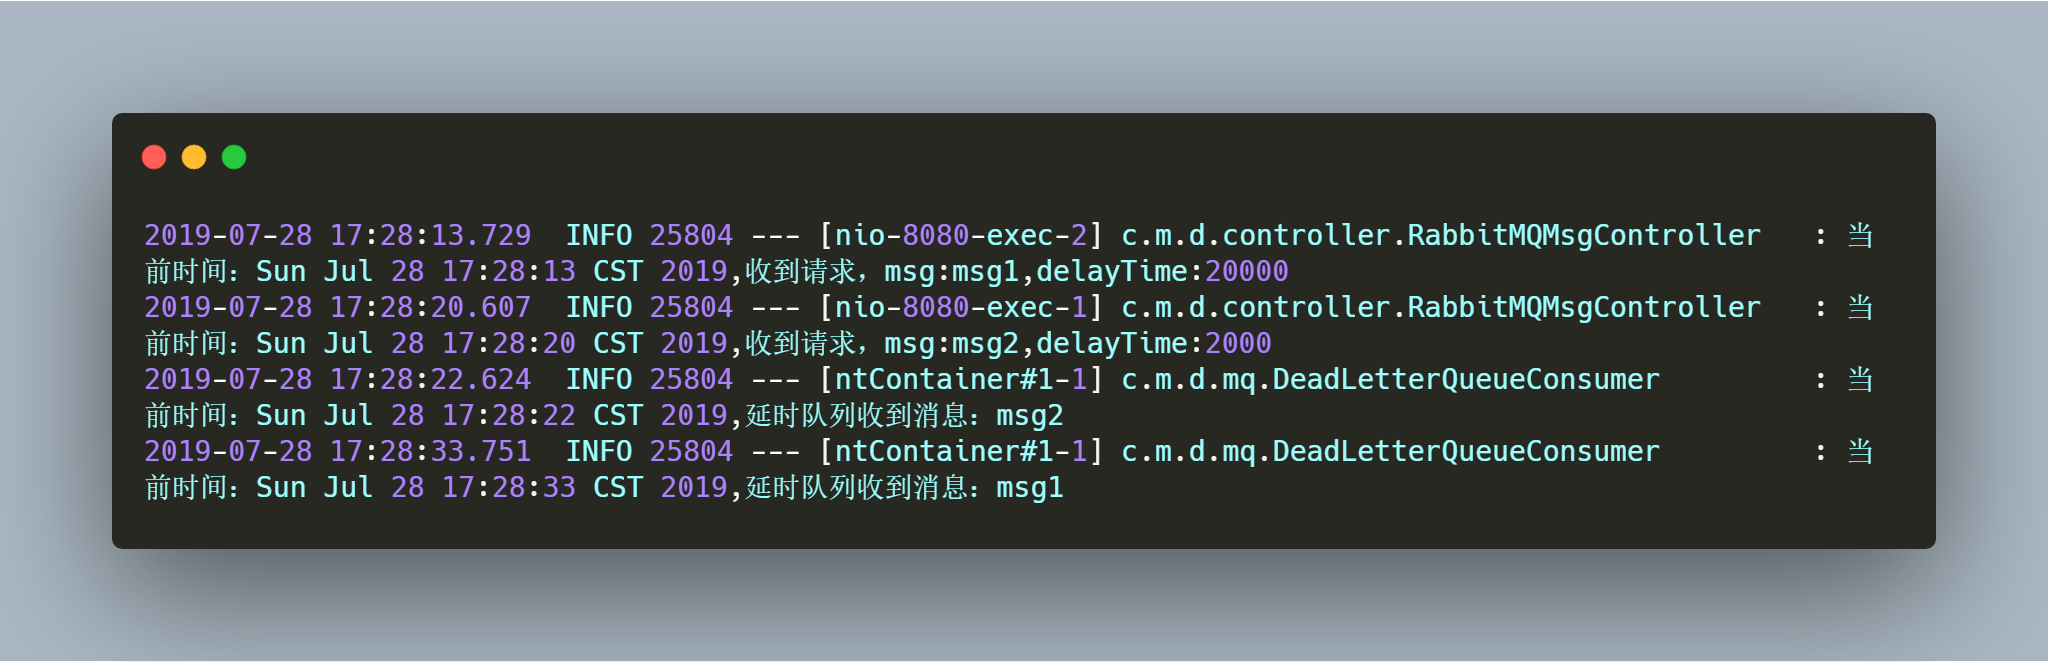 2019-07-28 17:28:13.729  INFO 25804 --- [nio-8080-exec-2] c.m.d.controller.RabbitMQMsgController   : 当
前时间：Sun Jul 28 17:28:13 CST 2019,收到请求，msg:msg1,delayTime:20000
2019-07-28 17:28:20.607  INFO 25804 --- [nio-8080-exec-1] c.m.d.controller.RabbitMQMsgController   : 当
前时间：Sun Jul 28 17:28:20 CST 2019,收到请求，msg:msg2,delayTime:2000
2019-07-28 17:28:22.624  INFO 25804 --- [ntContainer#1-1] c.m.d.mq.DeadLetterQueueConsumer         : 当
前时间：Sun Jul 28 17:28:22 CST 2019,延时队列收到消息：msg2
2019-07-28 17:28:33.751  INFO 25804 --- [ntContainer#1-1] c.m.d.mq.DeadLetterQueueConsumer         : 当
前时间：Sun Jul 28 17:28:33 CST 2019,延时队列收到消息：msg1